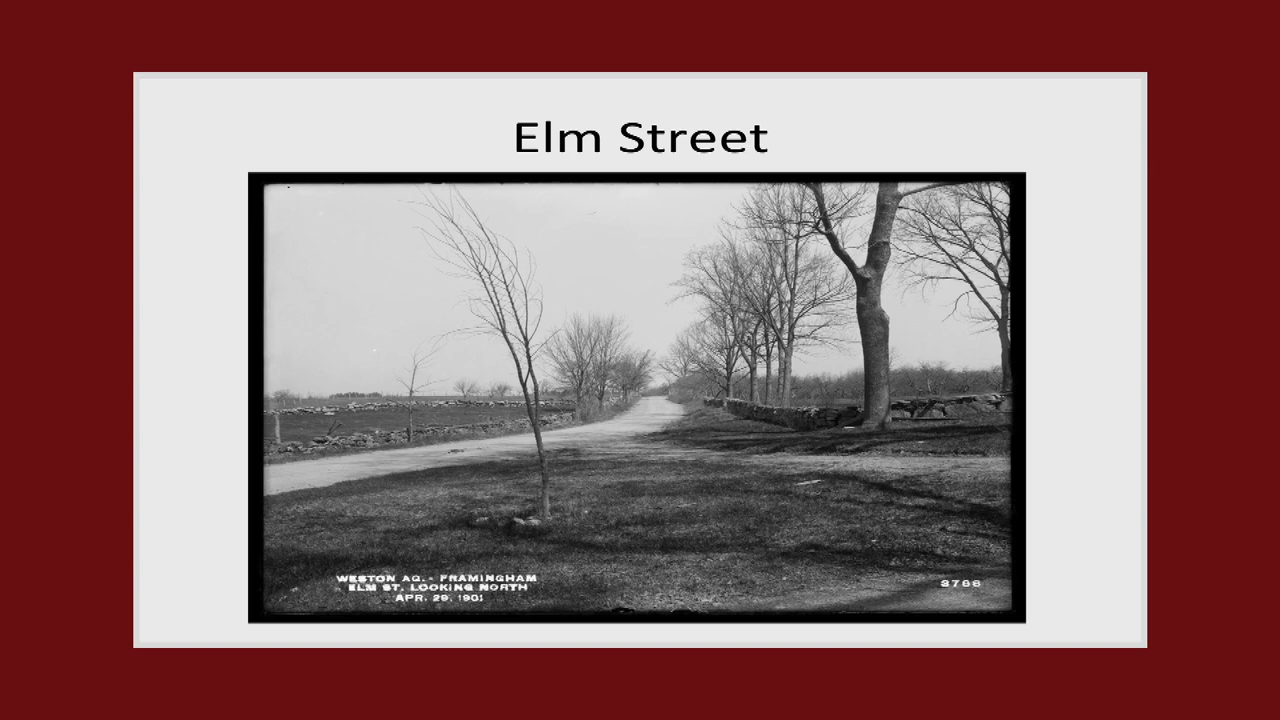 Elm Street
WESTON AQ. - FRAMINGHAM
ELM ST. LOOKING NORTH
APR. 29, 1901
3788